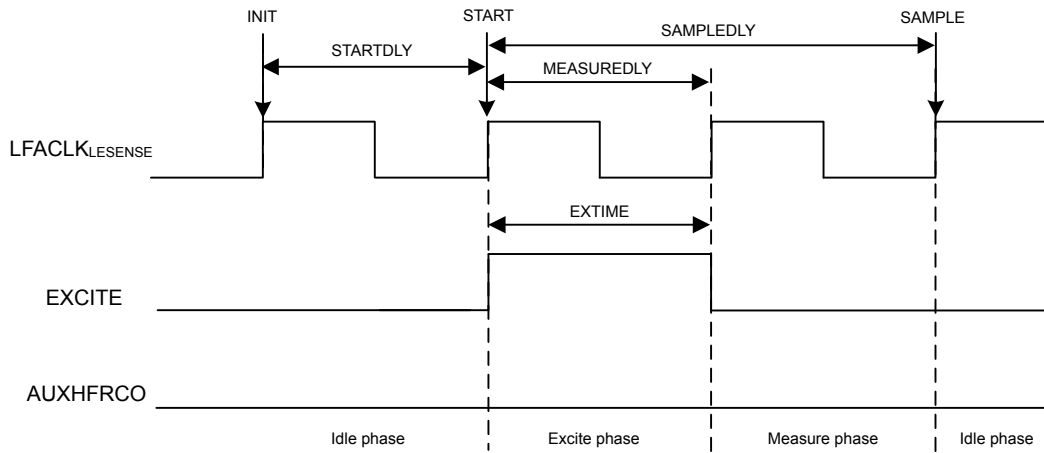 INIT
START
SAMPLE
STARTDLY
SAMPLEDLY
MEASUREDLY
LFACLKLESENSE
EXTIME
EXCITE
AUXHFRCO
Idle phase
Excite phase
Measure phase
Idle phase